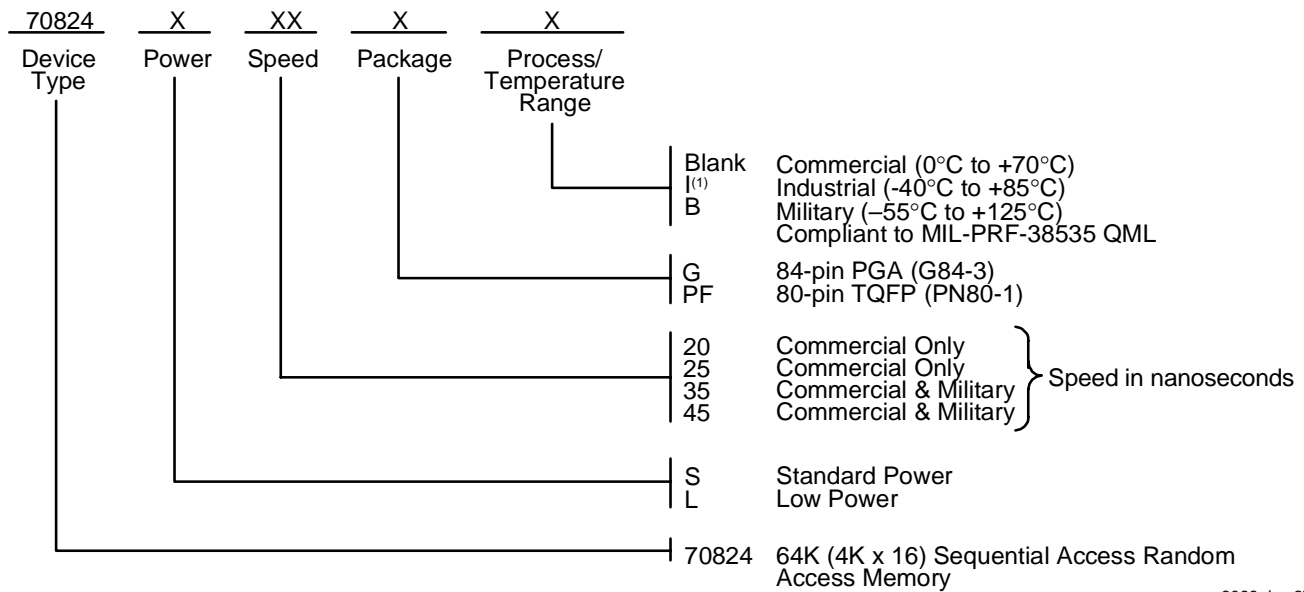 70824 X XX X X
Device Type
Power
Speed
Package
Process/
Temperature
Range
Blank Commercial (0°C to +70°C)
I(1) Industrial (-40°C to +85°C)
B Military (–55°C to +125°C)
Compliant to MIL-PRF-38535 QML
G 84-pin PGA (G84-3)
PF 80-pin TQFP (PN80-1)
20 Commercial Only
25 Commercial Only
35 Commercial & Military
45 Commercial & Military
Speed in nanoseconds
S Standard Power
L Low Power
70824 64K (4K x 16) Sequential Access Random
Access Memory